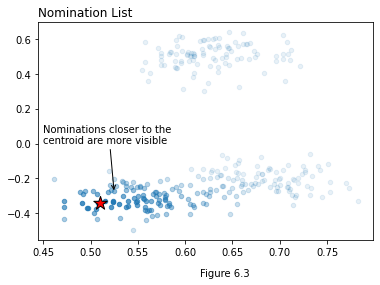 Nomination List
0.6
0.4
0.2
0.0
−0.2
−0.4
Nominations closer to the
centroid are more visible
0.45 0.50 0.55 0.60 0.65 0.70 0.75
Figure 6.3